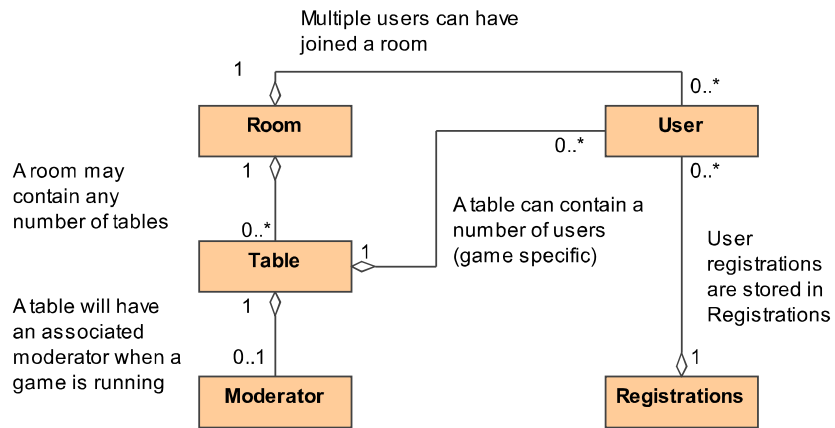 Multiple users can have
joined a room
1
0..*
Room
User
1
0..*
0..*
A room may
contain any
number of tables
A table can contain a
number of users
(game specific)
0..*
1
Table
User
registrations
are stored in
Registrations
1
A table will have
an associated
moderator when a
game is running
0..1
1
Moderator
Registrations